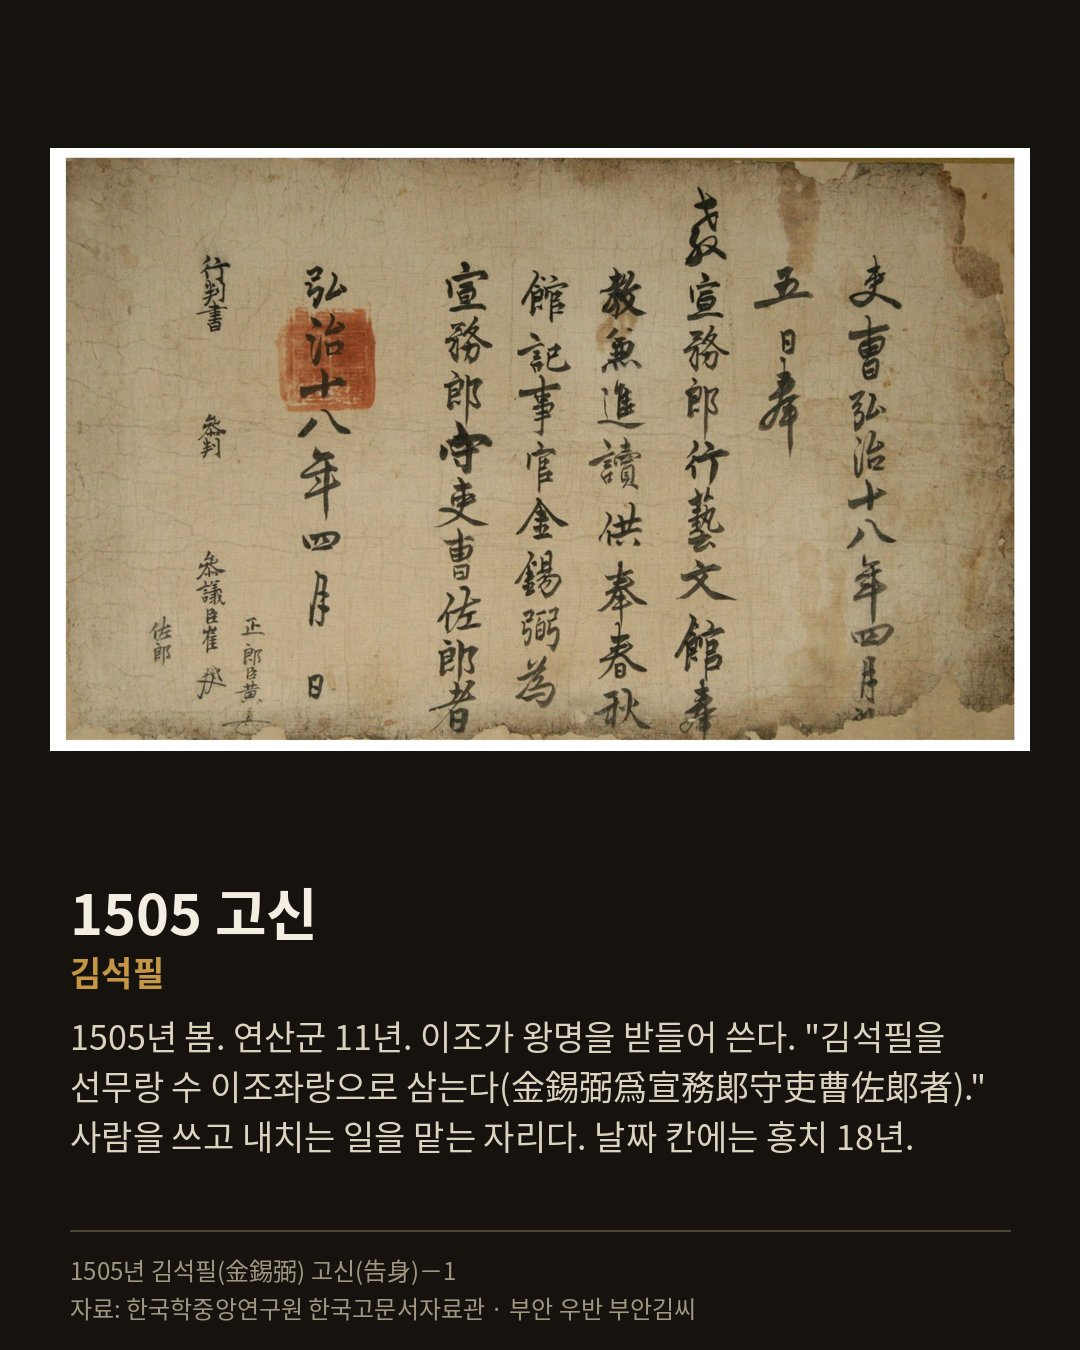 吏曹弘治十八年四月
五日奉
教宣務郎行藝文館奉
教兼進讀供奉春秋
館記事官金錫弼為
宣務郎守吏曹佐郎者
弘治十八年四月 日
行判書 參判 參議臣崔
正郎臣黃
佐郎
1505 고신
김석필
1505년 봄. 연산군 11년. 이조가 왕명을 받들어 쓴다. "김석필을
선무랑 수 이조좌랑으로 삼는다(金錫弼爲宣務郞守吏曹佐郞者)."
사람을 쓰고 내치는 일을 맡는 자리다. 날짜 칸에는 홍치 18년.
1505년 김석필(金錫弼) 고신(告身)－1
자료: 한국학중앙연구원 한국고문서자료관 · 부안 우반 부안김씨